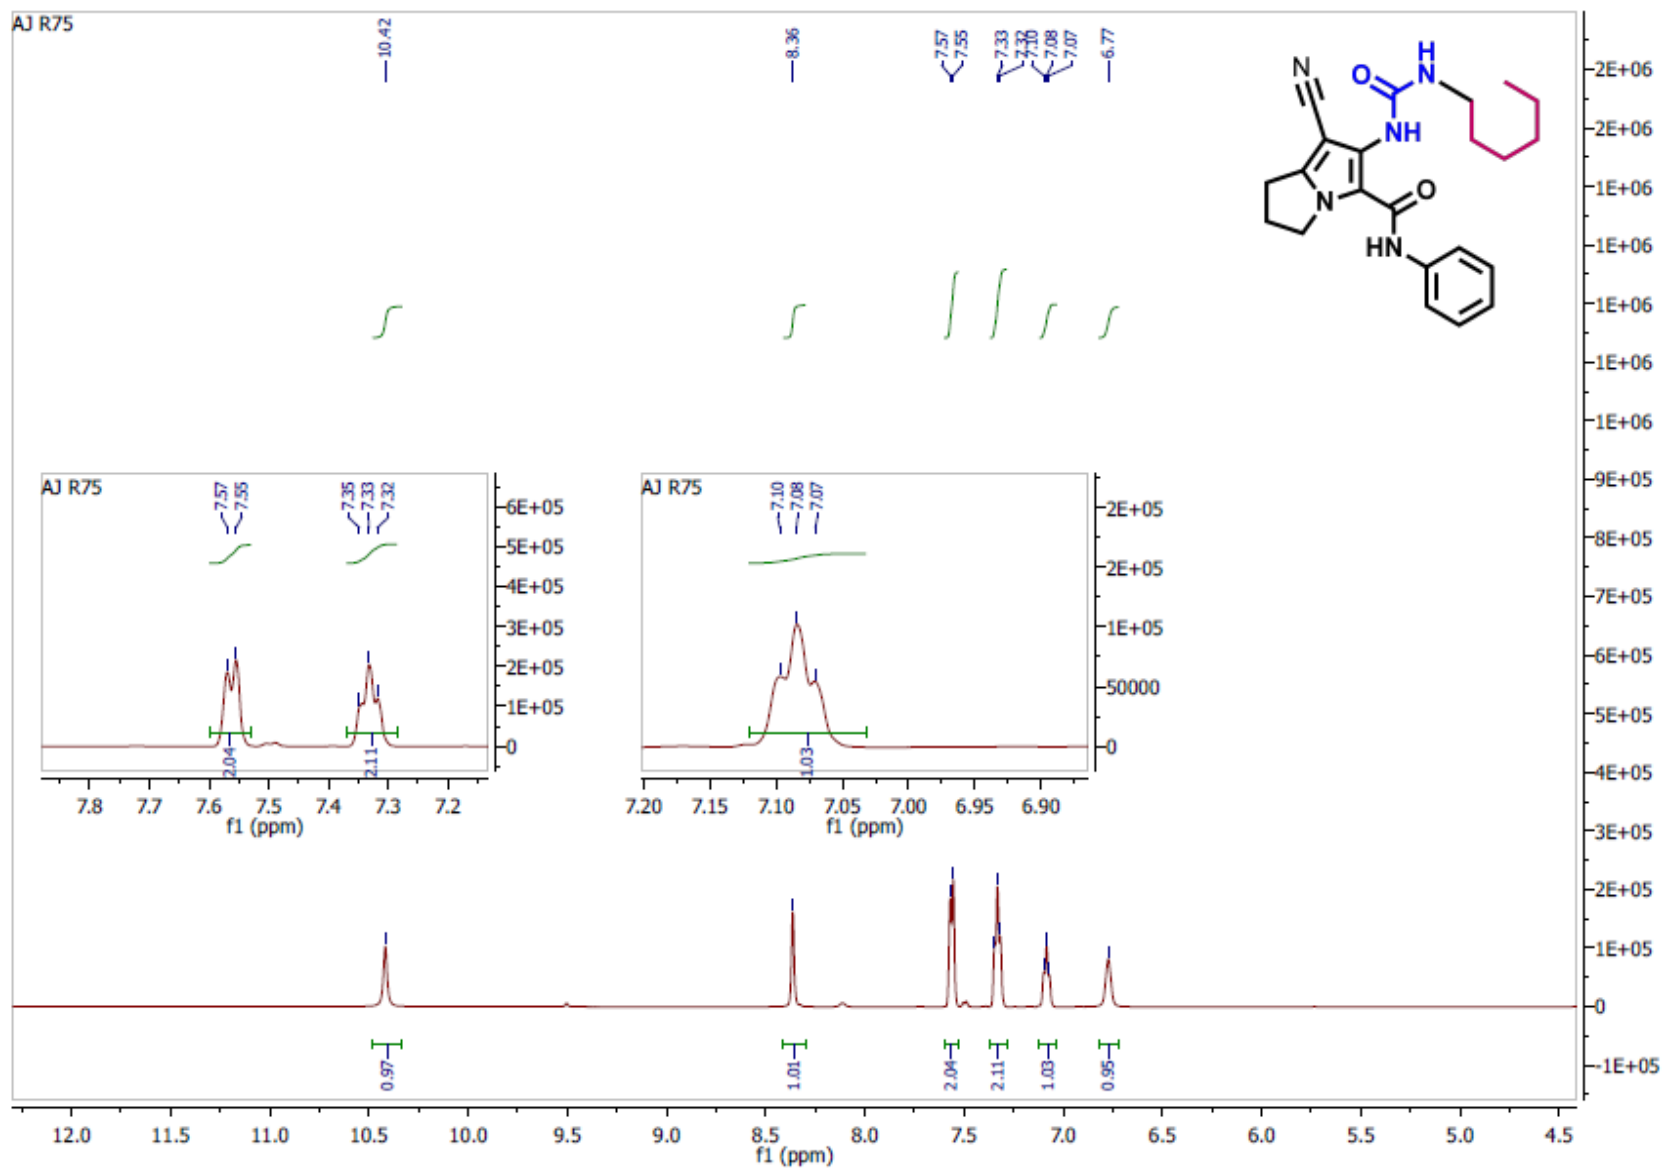 AJ R75
10.42
8.36
7.57
7.55
7.33
7.32
7.10
7.08
7.07
6.77
N
O
H
N
NH
N
O
HN
2E+06
2E+06
1E+06
1E+06
1E+06
1E+06
1E+06
9E+05
8E+05
7E+05
6E+05
5E+05
4E+05
3E+05
2E+05
1E+05
0
-1E+05
AJ R75
7.57
7.55
7.35
7.33
7.32
6E+05
5E+05
4E+05
3E+05
2E+05
1E+05
0
2.04
2.11
7.8 7.7 7.6 7.5 7.4 7.3 7.2
f1 (ppm)
AJ R75
7.10
7.08
7.07
2E+05
2E+05
1E+05
50000
0
1.03
7.20 7.15 7.10 7.05 7.00 6.95 6.90
f1 (ppm)
0.97
1.01
2.04
2.11
1.03
0.95
12.0 11.5 11.0 10.5 10.0 9.5 9.0 8.5 8.0 7.5 7.0 6.5 6.0 5.5 5.0 4.5
f1 (ppm)